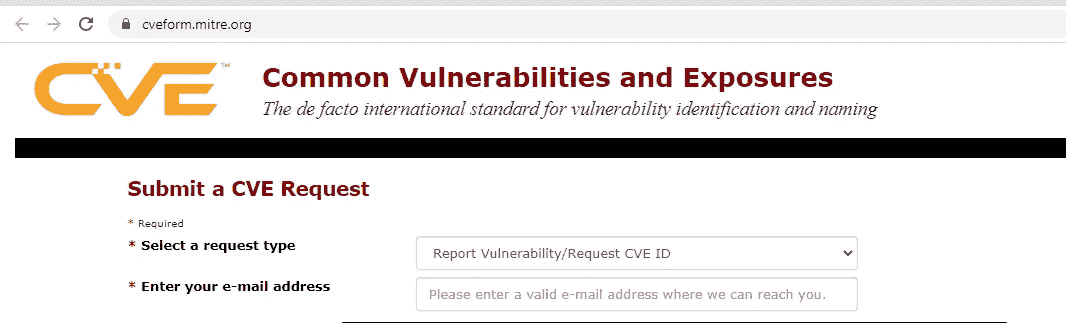 cveform.mitre.org
CVE™
Common Vulnerabilities and Exposures
The de facto international standard for vulnerability identification and naming
Submit a CVE Request
* Required
* Select a request type
Report Vulnerability/Request CVE ID
* Enter your e-mail address
Please enter a valid e-mail address where we can reach you.